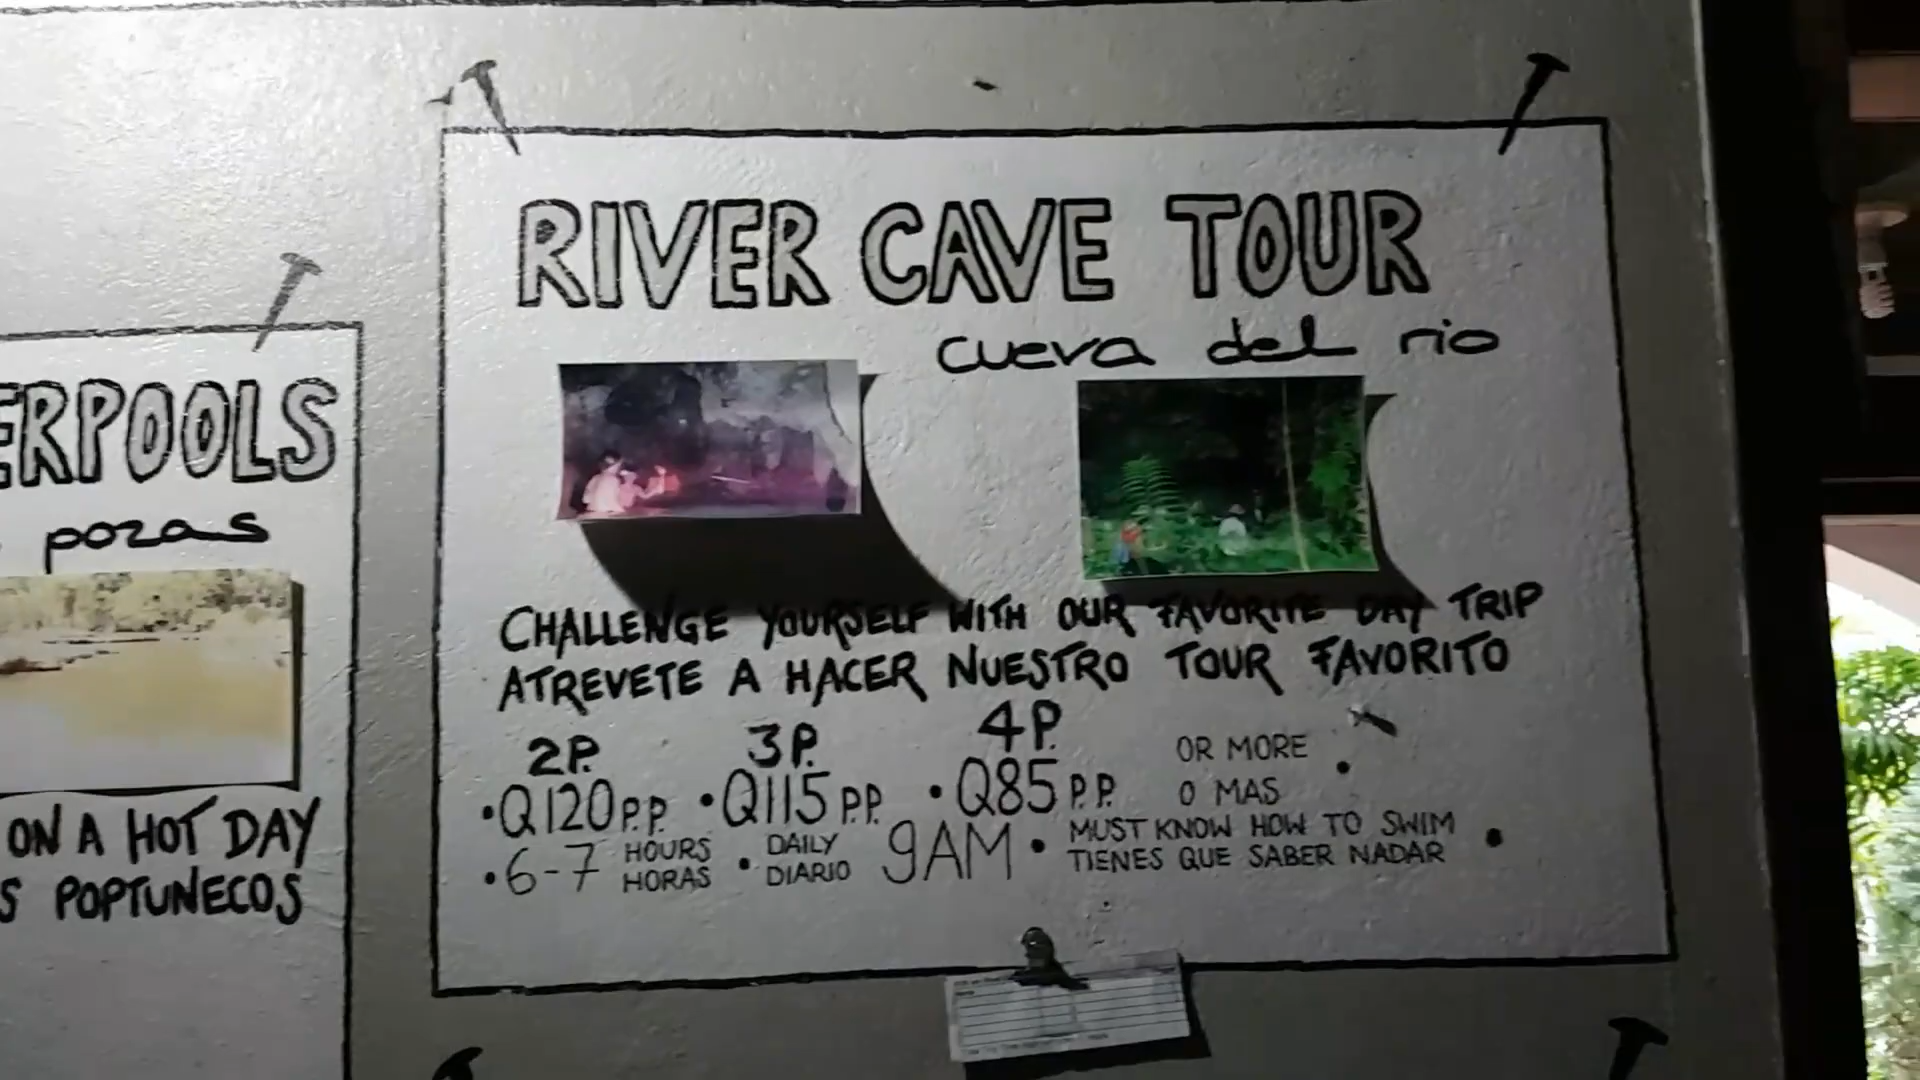 RIVER CAVE TOUR
cueva del rio
CHALLENGE YOURSELF WITH OUR FAVORITE DAY TRIP
ATREVETE A HACER NUESTRO TOUR FAVORITO
2P. 3P. 4P. OR MORE
•Q120 P.P. •Q115 P.P. •Q85 P.P. O MAS •
•6-7 HOURS • DAILY 9AM • MUST KNOW HOW TO SWIM •
HORAS DIARIO TIENES QUE SABER NADAR
ERPOOLS
pozas
ON A HOT DAY
S POPTUNECOS